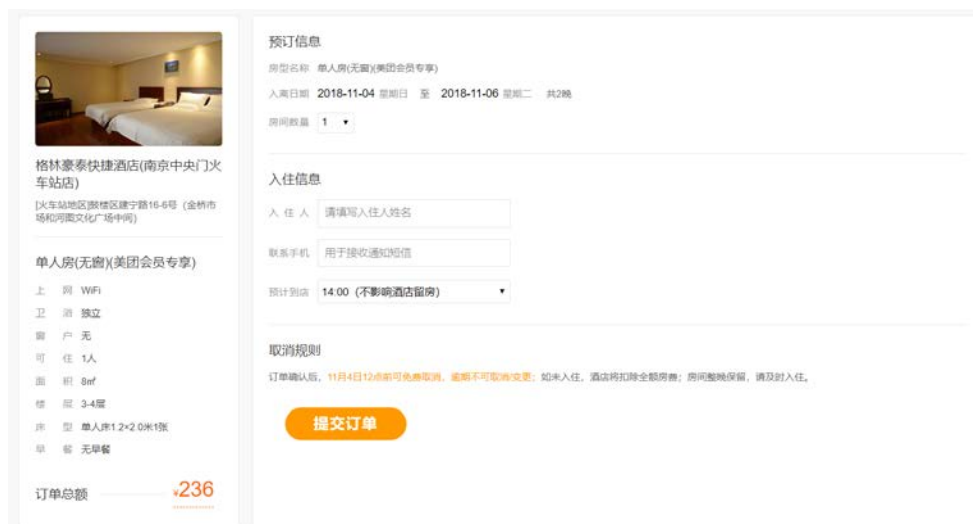 格林豪泰快捷酒店(南京中央门火
车站店)
[火车站地区]鼓楼区建宁路16-6号 (金桥市
场和河图文化广场中间)
单人房(无窗)(美团会员专享)
上 网 WiFi
卫 浴 独立
窗 户 无
可 住 1人
面 积 8㎡
楼 层 3-4层
床 型 单人床1.2×2.0米1张
早 餐 无早餐
订单总额 ¥236
预订信息
房型名称 单人房(无窗)(美团会员专享)
入离日期 2018-11-04 星期日 至 2018-11-06 星期二 共2晚
房间数量 1
入住信息
入 住 人 请填写入住人姓名
联系手机 用于接收通知短信
预计到店 14:00 (不影响酒店留房)
取消规则
订单确认后，11月4日12点前可免费取消，逾期不可取消/变更；如未入住，酒店将扣除全额房费；房间整晚保留，请及时入住。
提交订单